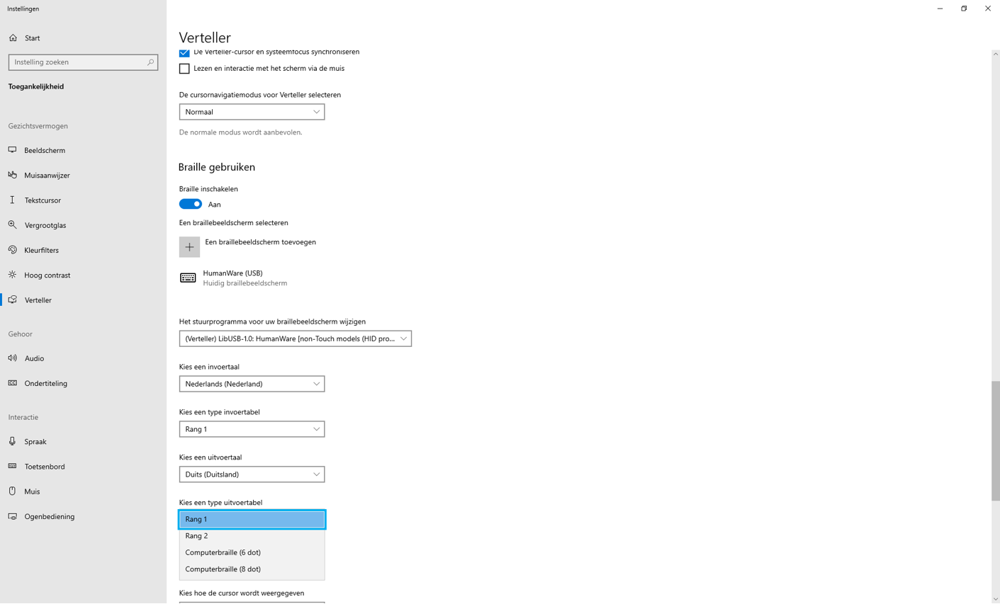 Instellingen
Start
Instelling zoeken
Toegankelijkheid
Gezichtsvermogen
Beeldscherm
Muisaanwijzer
Tekstcursor
Vergrootglas
Kleurfilters
Hoog contrast
Verteller
Gehoor
Audio
Ondertiteling
Interactie
Spraak
Toetsenbord
Muis
Ogenbediening
Verteller
De Verteller-cursor en systeemfocus synchroniseren
Lezen en interactie met het scherm via de muis
De cursornavigatiemodus voor Verteller selecteren
Normaal
De normale modus wordt aanbevolen.
Braille gebruiken
Braille inschakelen
Aan
Een braillebeeldscherm selecteren
Een braillebeeldscherm toevoegen
HumanWare (USB)
Huidig braillebeeldscherm
Het stuurprogramma voor uw braillebeeldscherm wijzigen
(Verteller) LibUSB-1.0: HumanWare [non-Touch models (HID pro...
Kies een invoertaal
Nederlands (Nederland)
Kies een type invoertabel
Rang 1
Kies een uitvoertaal
Duits (Duitsland)
Kies een type uitvoertabel
Rang 1
Rang 2
Computerbraille (6 dot)
Computerbraille (8 dot)
Kies hoe de cursor wordt weergegeven